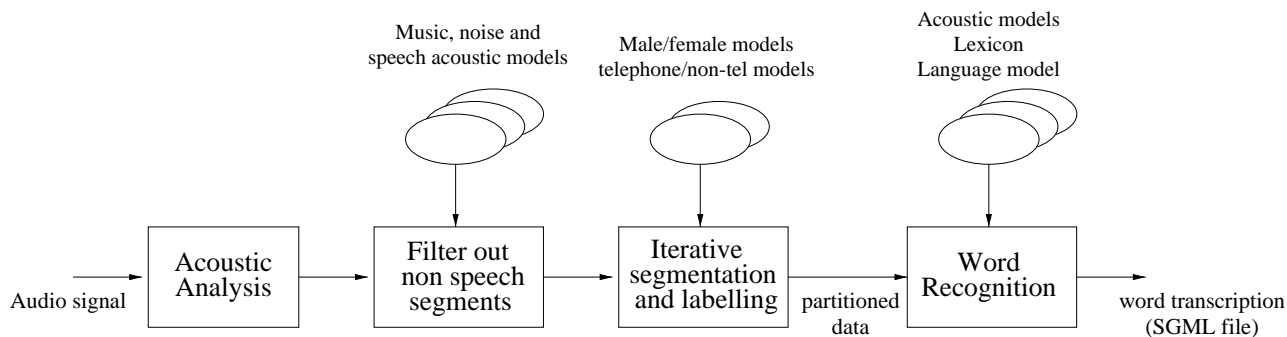 Music, noise and
speech acoustic models
Male/female models
telephone/non-tel models
Acoustic models
Lexicon
Language model
Audio signal
Acoustic
Analysis
Filter out
non speech
segments
Iterative
segmentation
and labelling
partitioned
data
Word
Recognition
word transcription
(SGML file)